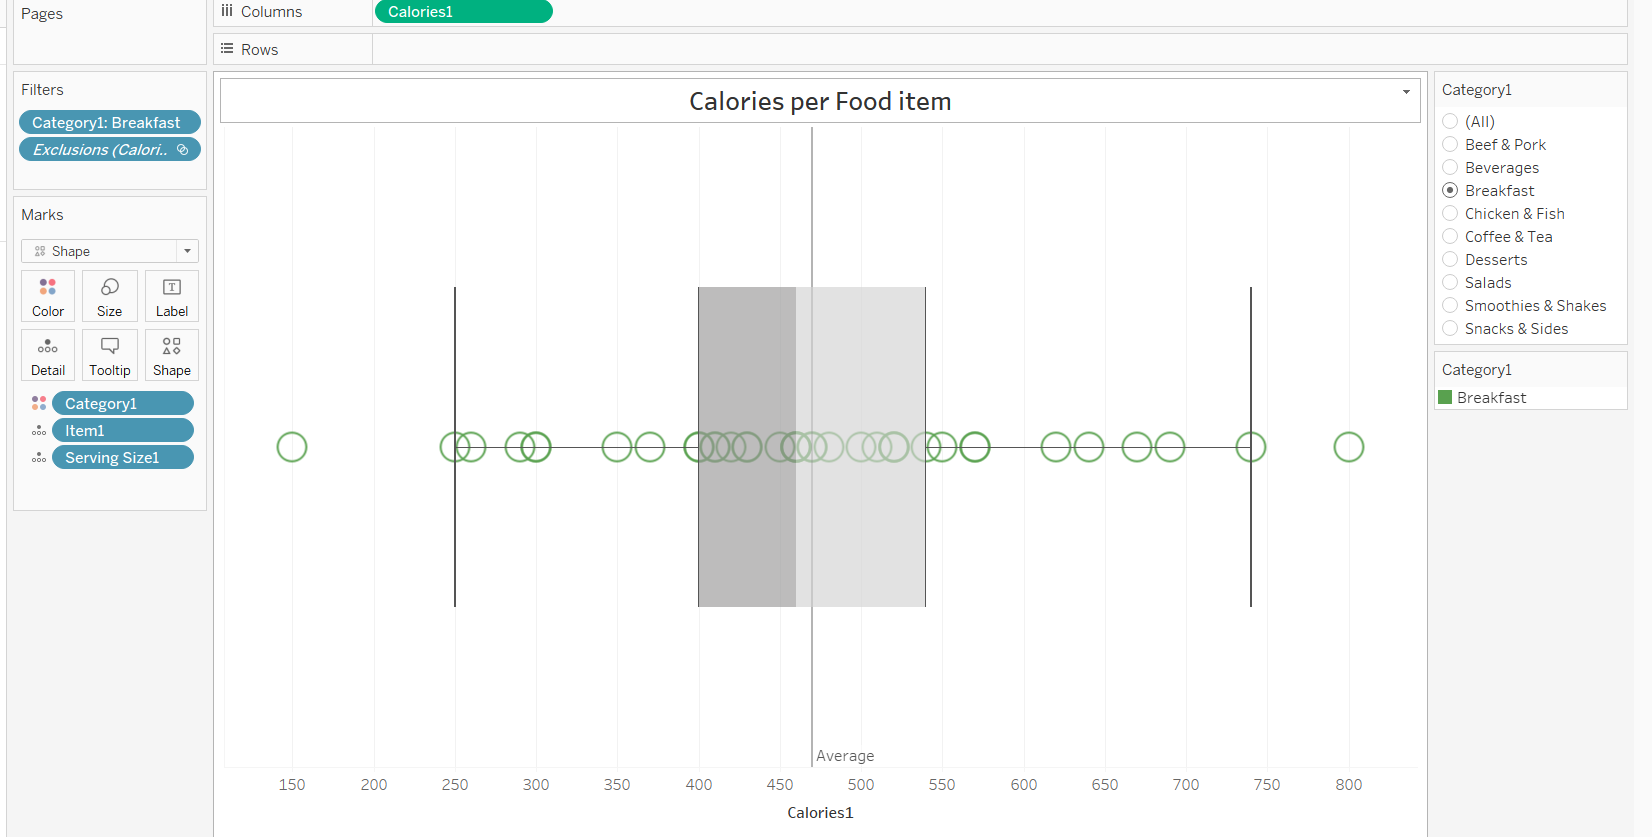 Pages
Columns
Calories1
Rows
Filters
Category1: Breakfast
Exclusions (Calori..
Marks
Shape
Color
Size
Label
Detail
Tooltip
Shape
Category1
Item1
Serving Size1
Calories per Food item
Average
150 200 250 300 350 400 450 500 550 600 650 700 750 800
Calories1
Category1
(All)
Beef & Pork
Beverages
Breakfast
Chicken & Fish
Coffee & Tea
Desserts
Salads
Smoothies & Shakes
Snacks & Sides
Category1
Breakfast